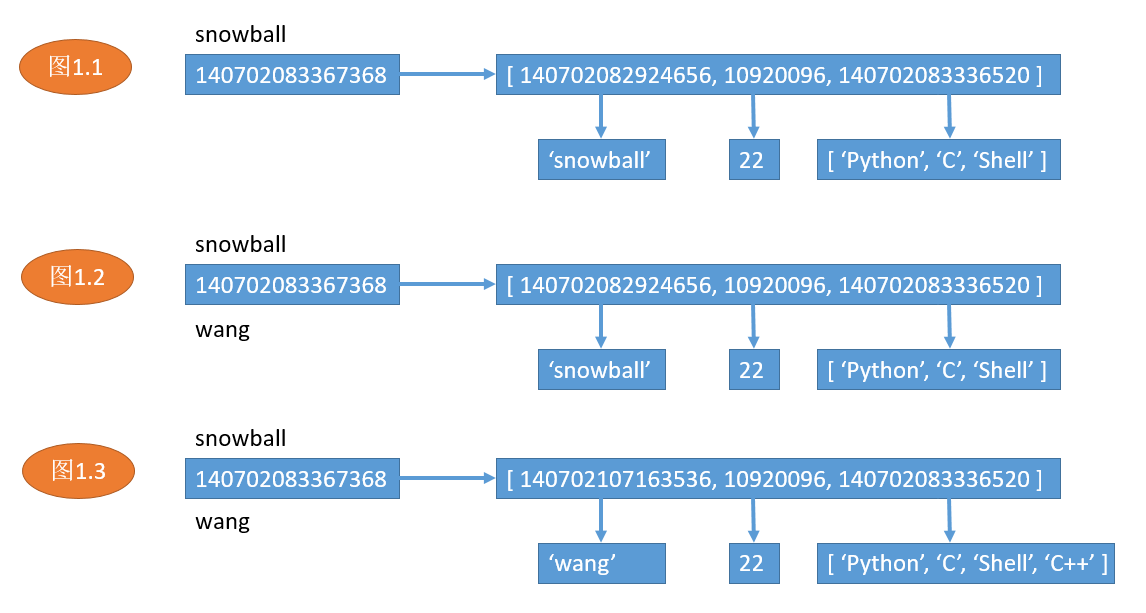 snowball
图1.1
140702083367368
[ 140702082924656, 10920096, 140702083336520 ]
‘snowball’
22
[ ‘Python’, ‘C’, ‘Shell’ ]
snowball
图1.2
140702083367368
[ 140702082924656, 10920096, 140702083336520 ]
wang
‘snowball’
22
[ ‘Python’, ‘C’, ‘Shell’ ]
snowball
图1.3
140702083367368
[ 140702107163536, 10920096, 140702083336520 ]
wang
‘wang’
22
[ ‘Python’, ‘C’, ‘Shell’, ‘C++’ ]